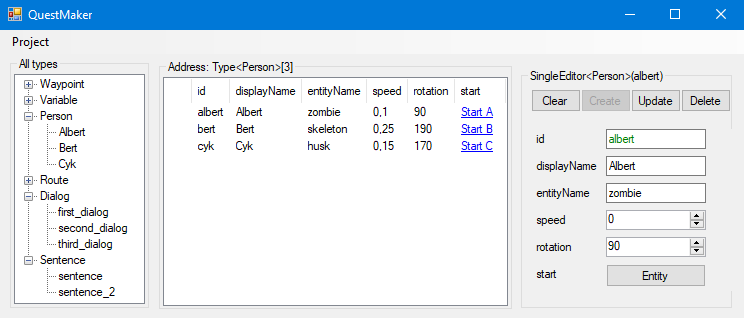 QuestMaker
Project
All types
Waypoint
Variable
Person
Albert
Bert
Cyk
Route
Dialog
first_dialog
second_dialog
third_dialog
Sentence
sentence
sentence_2
Address: Type<Person>[3]
id displayName entityName speed rotation start
albert Albert zombie 0,1 90 Start A
bert Bert skeleton 0,25 190 Start B
cyk Cyk husk 0,15 170 Start C
SingleEditor<Person>(albert)
Clear Create Update Delete
id albert
displayName Albert
entityName zombie
speed 0
rotation 90
start Entity